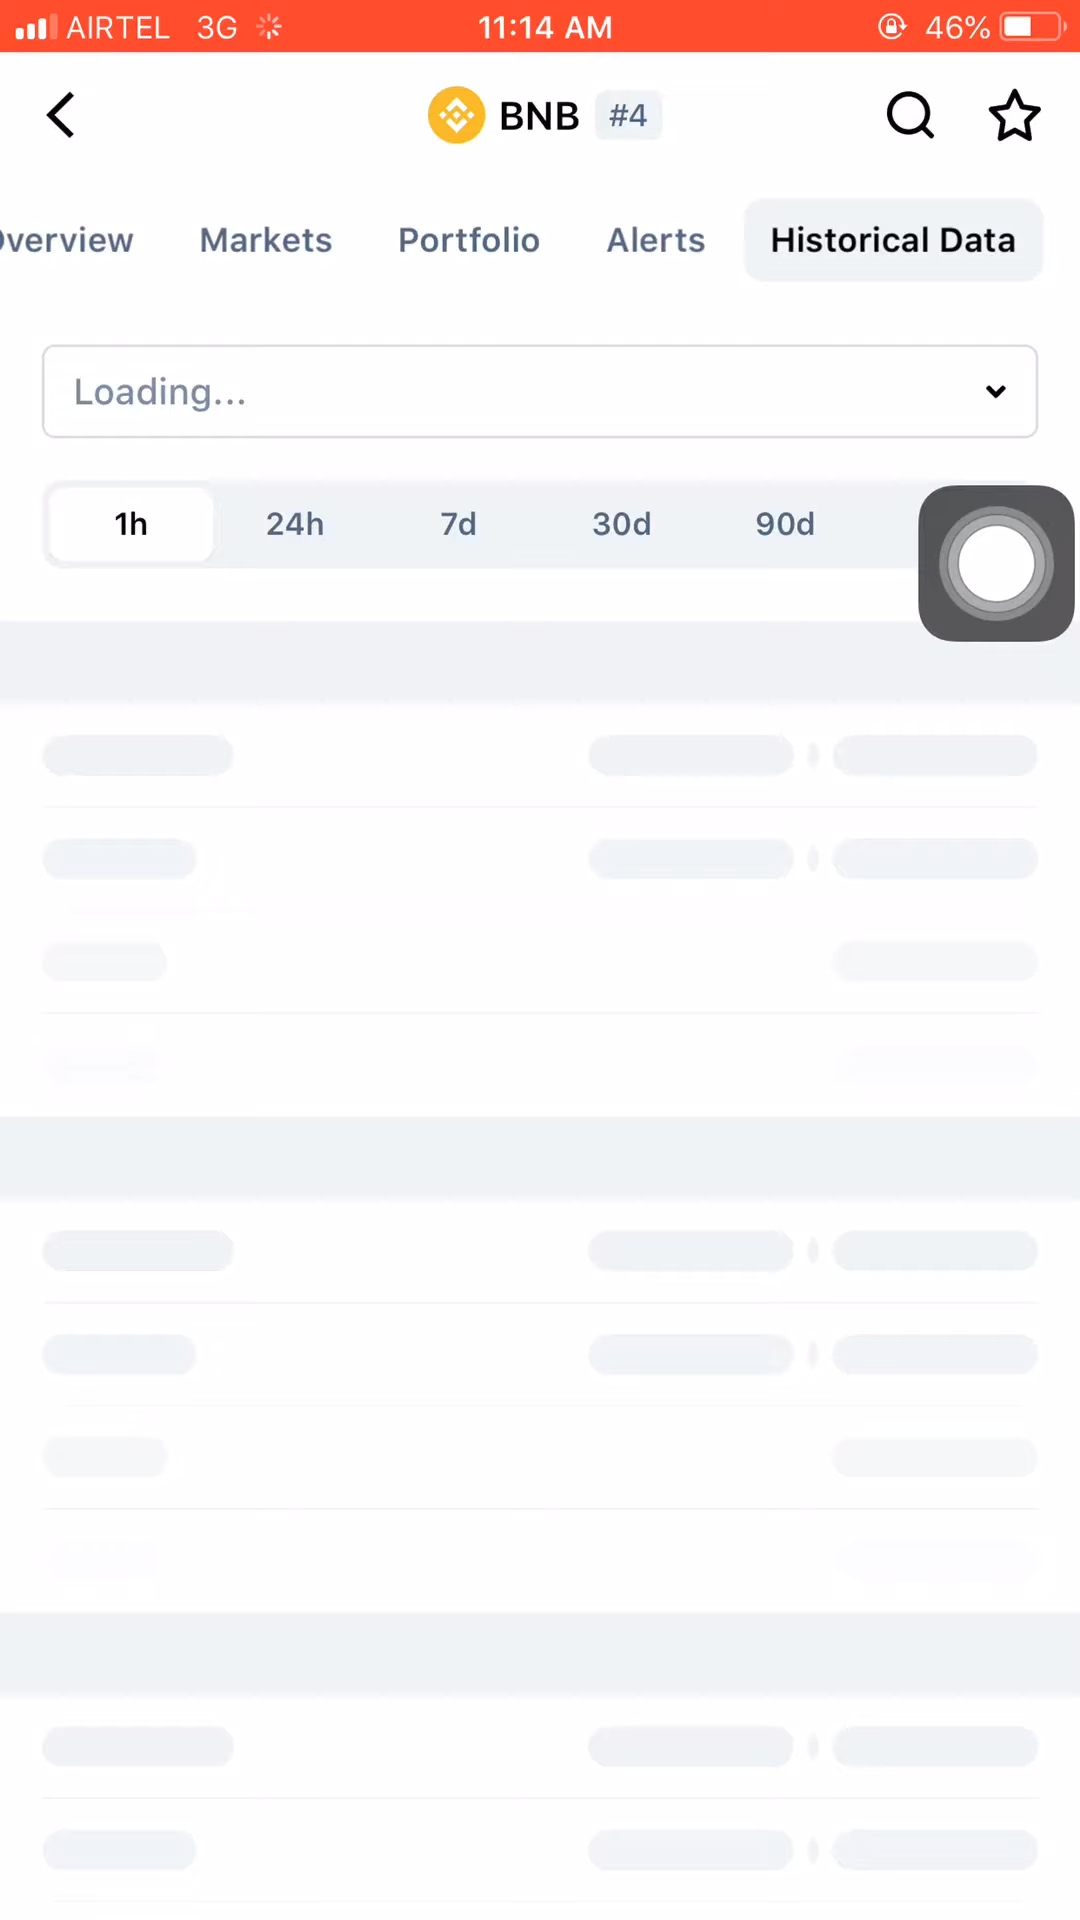 AIRTEL 3G 11:14 AM 46%
BNB #4
Overview Markets Portfolio Alerts Historical Data
Loading...
1h 24h 7d 30d 90d